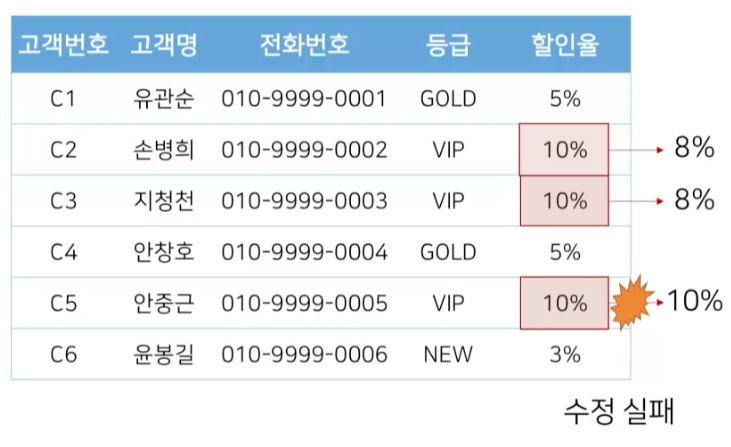 고객번호 고객명 전화번호 등급 할인율
C1 유관순 010-9999-0001 GOLD 5%
C2 손병희 010-9999-0002 VIP 10% 8%
C3 지청천 010-9999-0003 VIP 10% 8%
C4 안창호 010-9999-0004 GOLD 5%
C5 안중근 010-9999-0005 VIP 10% 10%
C6 윤봉길 010-9999-0006 NEW 3%
수정 실패